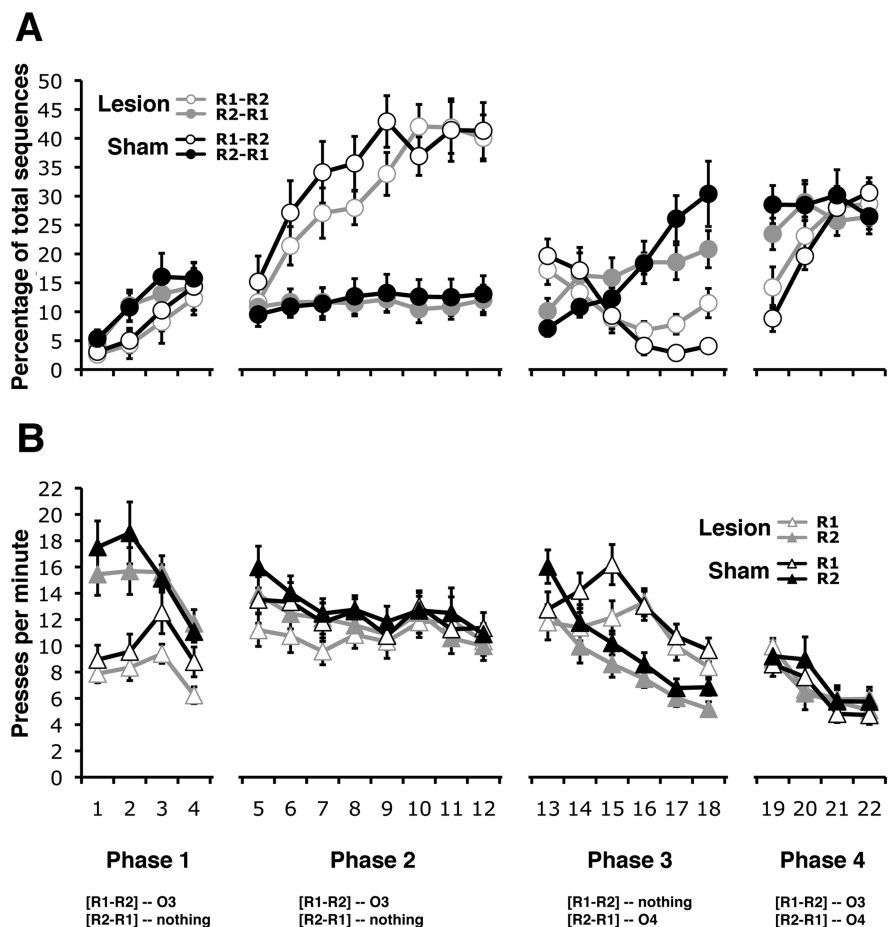 A
Percentage of total sequences
50
45
40
35
30
25
20
15
10
5
0
Lesion
R1-R2
R2-R1
Sham
R1-R2
R2-R1
B
Presses per minute
22
20
18
16
14
12
10
8
6
4
2
0
Lesion
R1
R2
Sham
R1
R2
1 2 3 4 5 6 7 8 9 10 11 12 13 14 15 16 17 18 19 20 21 22
Phase 1 Phase 2 Phase 3 Phase 4
[R1-R2] -- O3 [R1-R2] -- O3 [R1-R2] -- nothing [R1-R2] -- O3
[R2-R1] -- nothing [R2-R1] -- nothing [R2-R1] -- O4 [R2-R1] -- O4